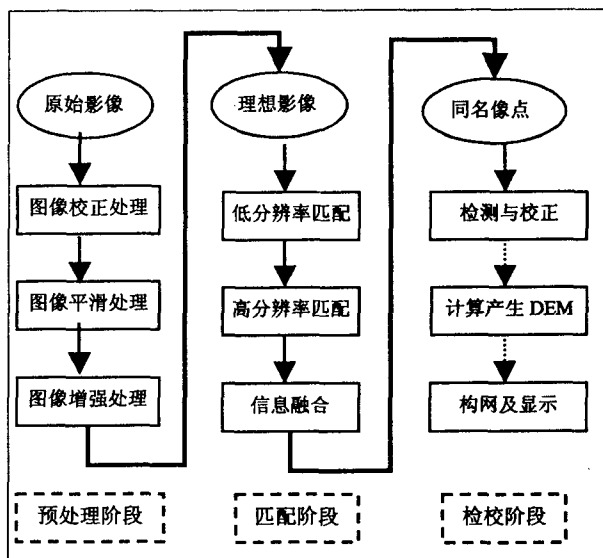 原始影像
图像校正处理
图像平滑处理
图像增强处理
预处理阶段
理想影像
低分辨率匹配
高分辨率匹配
信息融合
匹配阶段
同名像点
检测与校正
计算产生 DEM
构网及显示
检校阶段